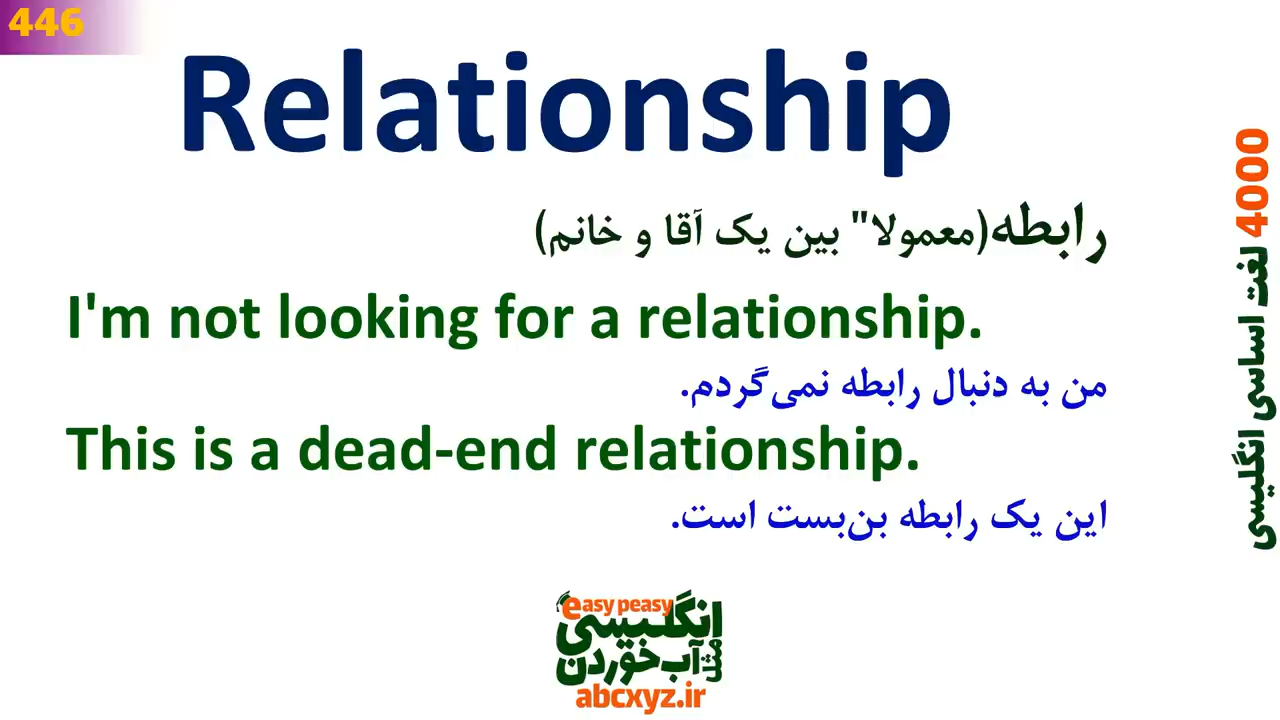 446
Relationship
رابطه(معمولا" بین یک آقا و خانم)
I'm not looking for a relationship.
من به دنبال رابطه نمی‌گردم.
This is a dead-end relationship.
این یک رابطه بن‌بست است.
4000 لغت اساسی انگلیسی
easy peasy
انگلیسی
مثل آب خوردن
abcxyz.ir